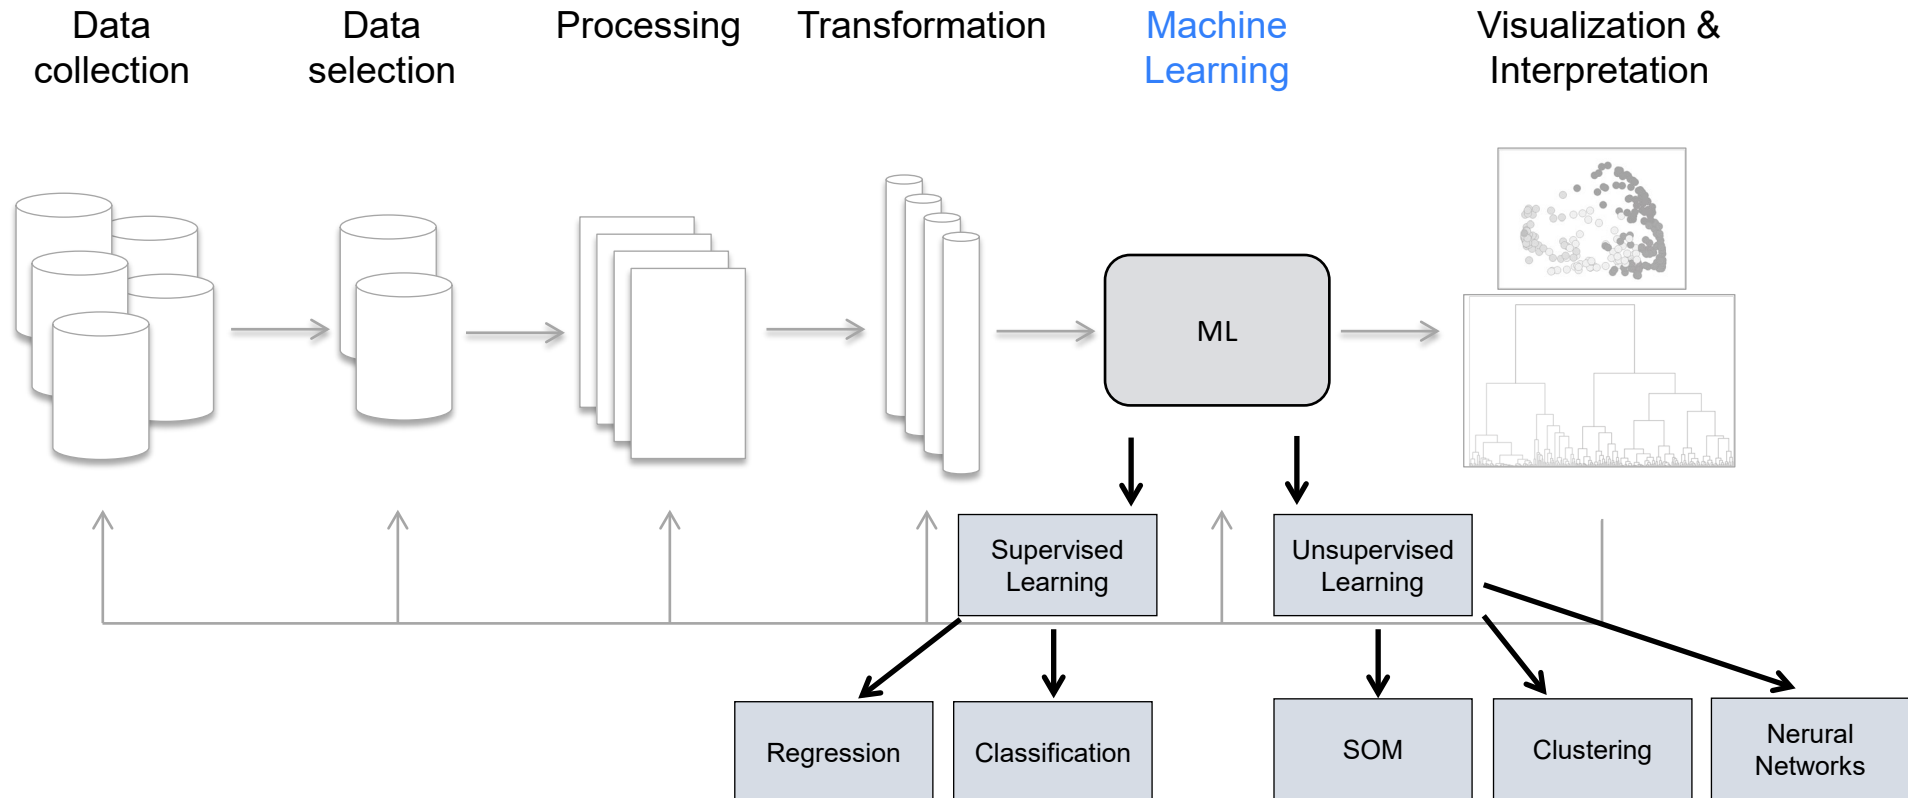 Data
collection
Data
selection
Processing
Transformation
Machine
Learning
Visualization &
Interpretation
ML
Supervised
Learning
Unsupervised
Learning
Regression
Classification
SOM
Clustering
Nerural
Networks